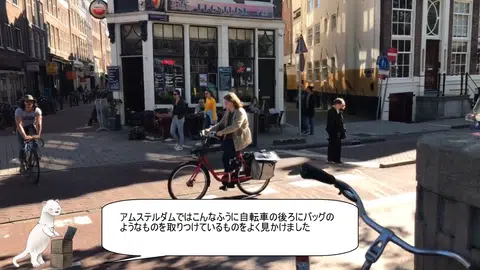 アムステルダムではこんなふうに自転車の後ろにバッグの
ようなものを取りつけているものをよく見かけました